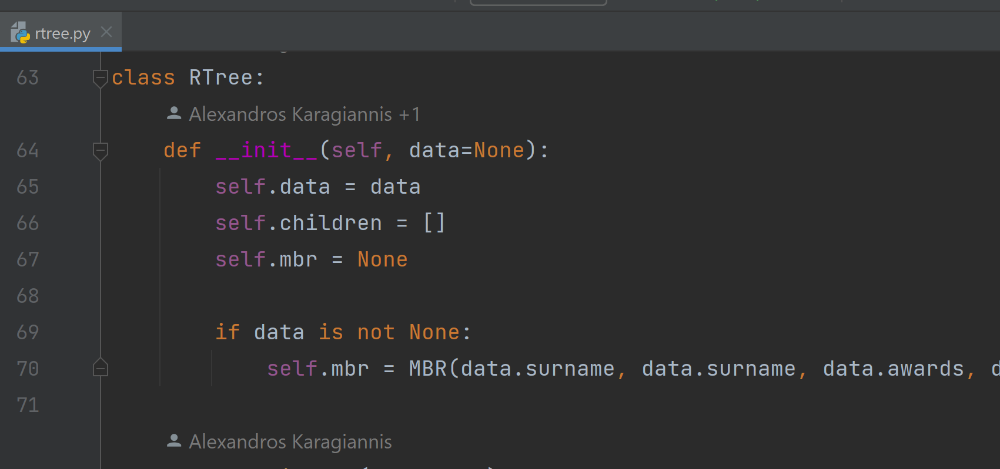 rtree.py
63 class RTree:
Alexandros Karagiannis +1
64 def __init__(self, data=None):
65 self.data = data
66 self.children = []
67 self.mbr = None
68
69 if data is not None:
70 self.mbr = MBR(data.surname, data.surname, data.awards, d
71
Alexandros Karagiannis